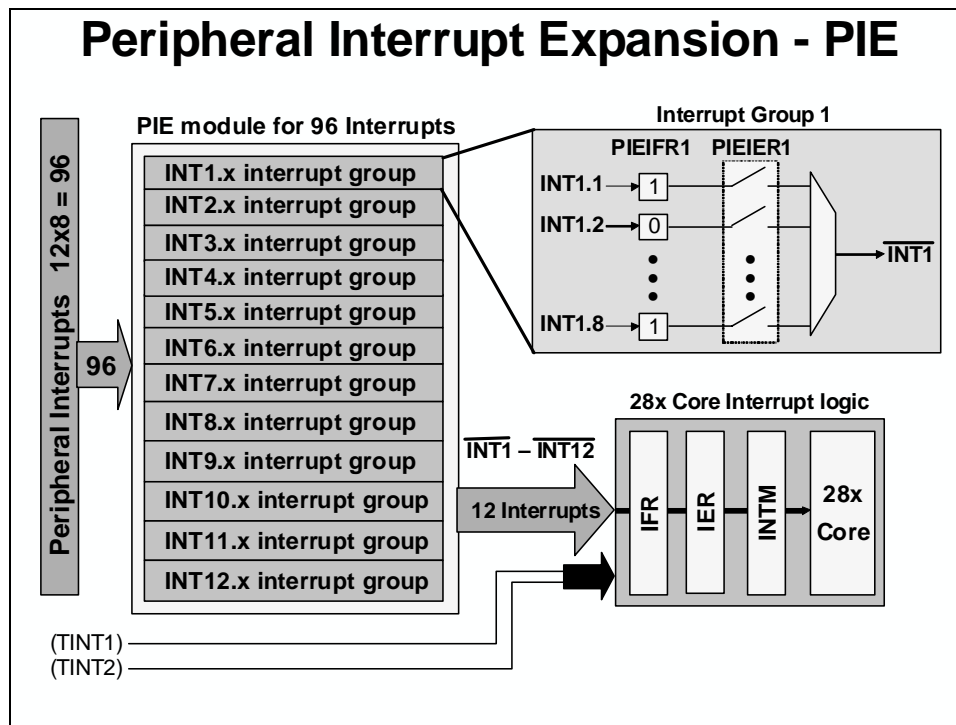 Peripheral Interrupt Expansion - PIE
Peripheral Interrupts 12x8 = 96
96
PIE module for 96 Interrupts
INT1.x interrupt group
INT2.x interrupt group
INT3.x interrupt group
INT4.x interrupt group
INT5.x interrupt group
INT6.x interrupt group
INT7.x interrupt group
INT8.x interrupt group
INT9.x interrupt group
INT10.x interrupt group
INT11.x interrupt group
INT12.x interrupt group
Interrupt Group 1
PIEIFR1 PIEIER1
INT1.1 1
INT1.2 0
INT1.8 1
INT1
INT1 – INT12
12 Interrupts
28x Core Interrupt logic
IFR
IER
INTM
28x
Core
(TINT1)
(TINT2)